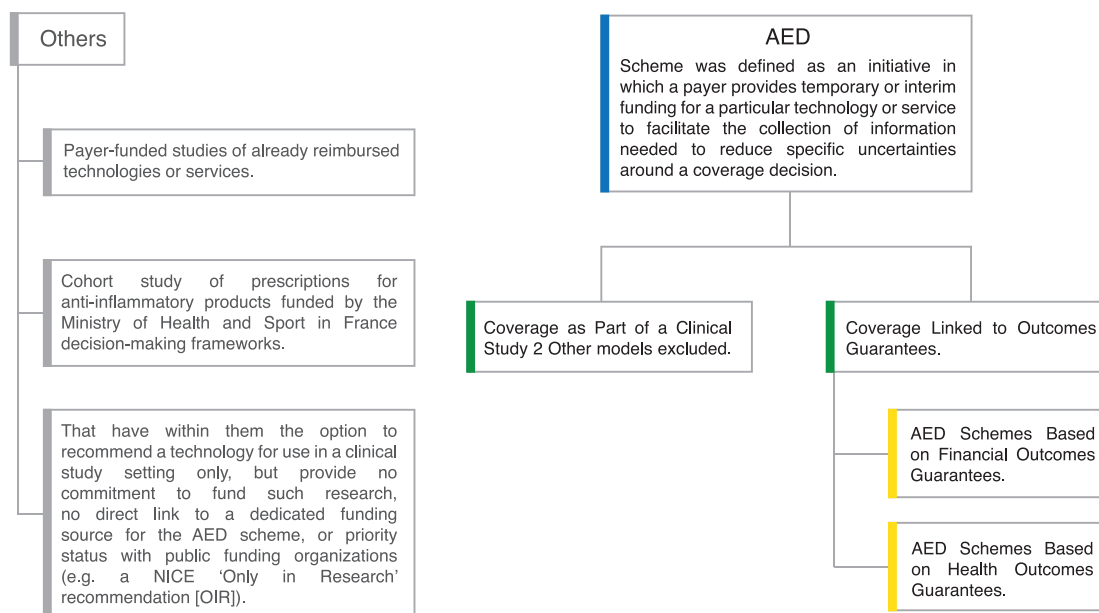 Others
Payer-funded studies of already reimbursed
technologies or services.
Cohort study of prescriptions for
anti-inflammatory products funded by the
Ministry of Health and Sport in France
decision-making frameworks.
That have within them the option to
recommend a technology for use in a clinical
study setting only, but provide no
commitment to fund such research,
no direct link to a dedicated funding
source for the AED scheme, or priority
status with public funding organizations
(e.g. a NICE ‘Only in Research’
recommendation [OIR]).
AED
Scheme was defined as an initiative in
which a payer provides temporary or interim
funding for a particular technology or service
to facilitate the collection of information
needed to reduce specific uncertainties
around a coverage decision.
Coverage as Part of a Clinical
Study 2 Other models excluded.
Coverage Linked to Outcomes
Guarantees.
AED Schemes Based
on Financial Outcomes
Guarantees.
AED Schemes Based
on Health Outcomes
Guarantees.